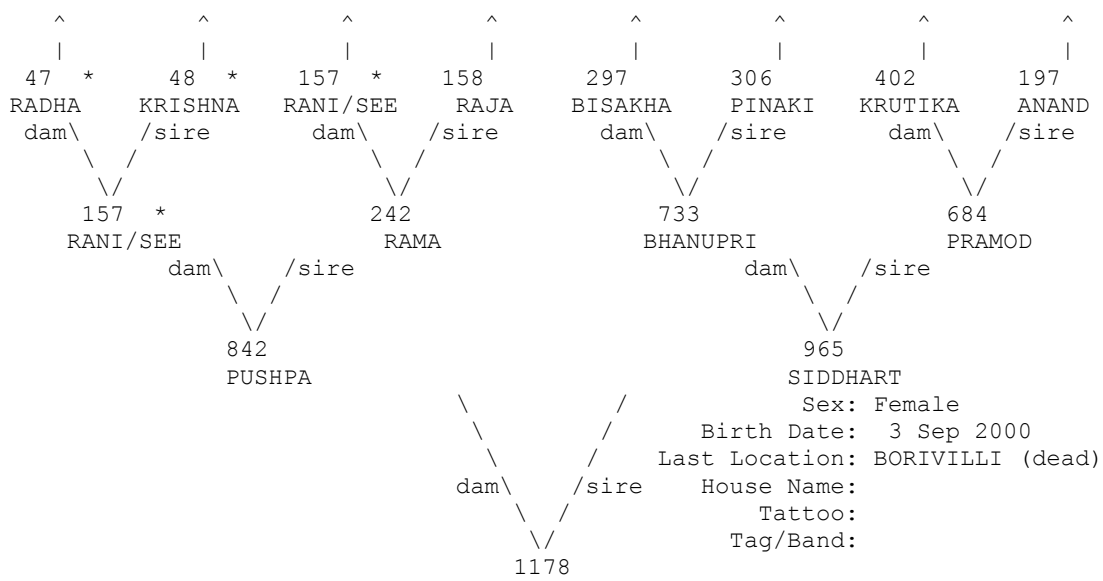 ^ ^ ^ ^ ^ ^ ^ ^
| | | | | | | |
47 * 48 * 157 * 158 297 306 402 197
RADHA KRISHNA RANI/SEE RAJA BISAKHA PINAKI KRUTIKA ANAND
dam\ /sire dam\ /sire dam\ /sire dam\ /sire
\ / \ / \ / \ /
\/ \/ \/ \/
157 * 242 733 684
RANI/SEE RAMA BHANUPRI PRAMOD
dam\ /sire dam\ /sire
\ / \ /
\/ \/
842 965
PUSHPA SIDDHART
\ / Sex: Female
\ / Birth Date: 3 Sep 2000
\ / Last Location: BORIVILLI (dead)
dam\ /sire House Name:
\ / Tattoo:
\/ Tag/Band:
1178